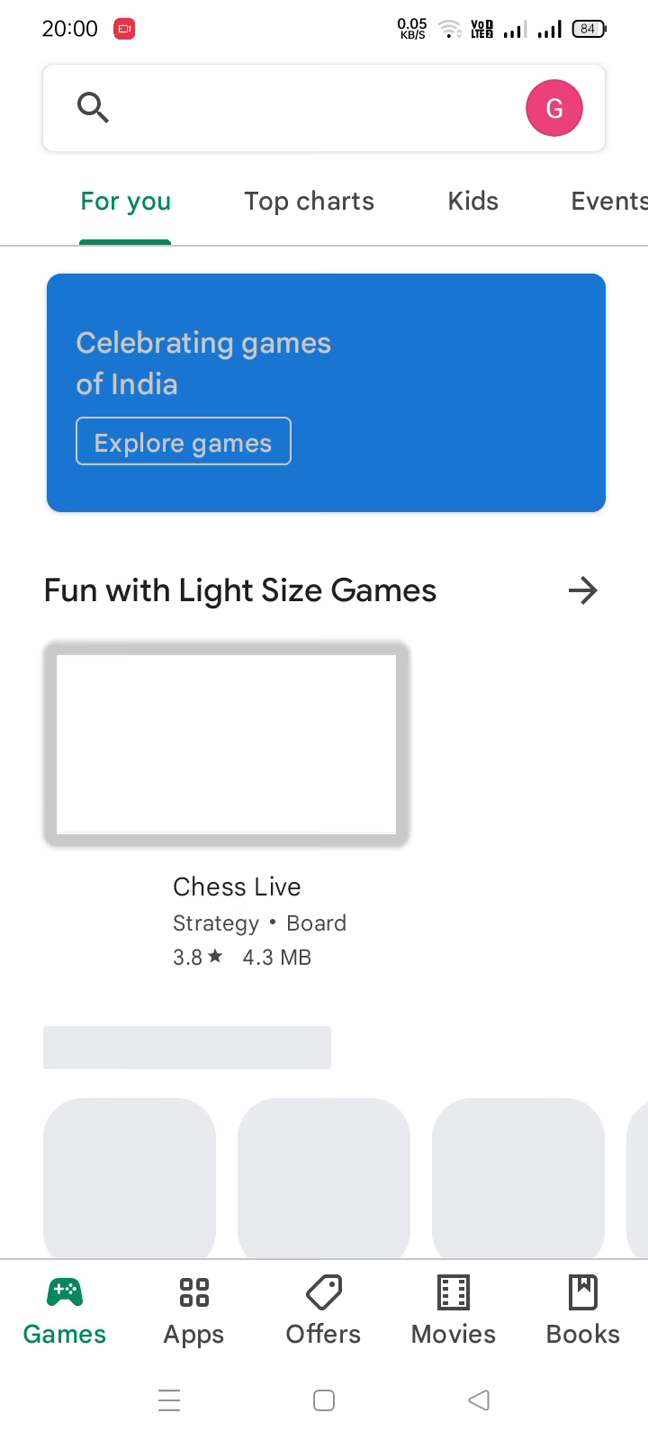 20:00
0.05
KB/S
VoD
LTE2
84
G
For you
Top charts
Kids
Events
Celebrating games
of India
Explore games
Fun with Light Size Games
Chess Live
Strategy • Board
3.8★ 4.3 MB
Games
Apps
Offers
Movies
Books